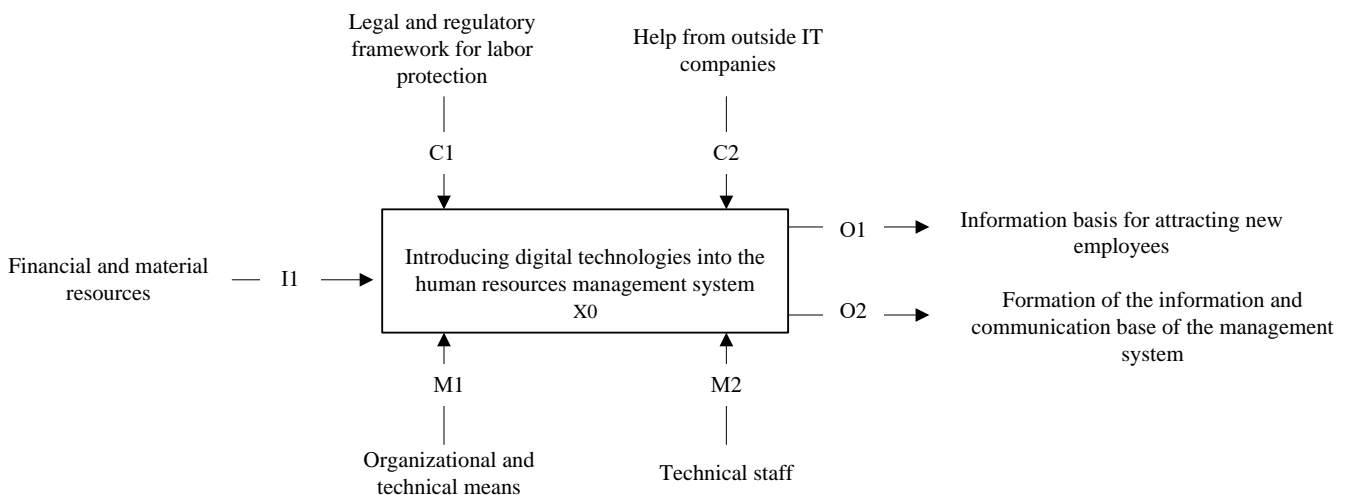 Legal and regulatory
framework for labor
protection
Help from outside IT
companies
C1
C2
Financial and material
resources
I1
Introducing digital technologies into the
human resources management system
X0
O1
Information basis for attracting new
employees
O2
Formation of the information and
communication base of the management
system
M1
M2
Organizational and
technical means
Technical staff